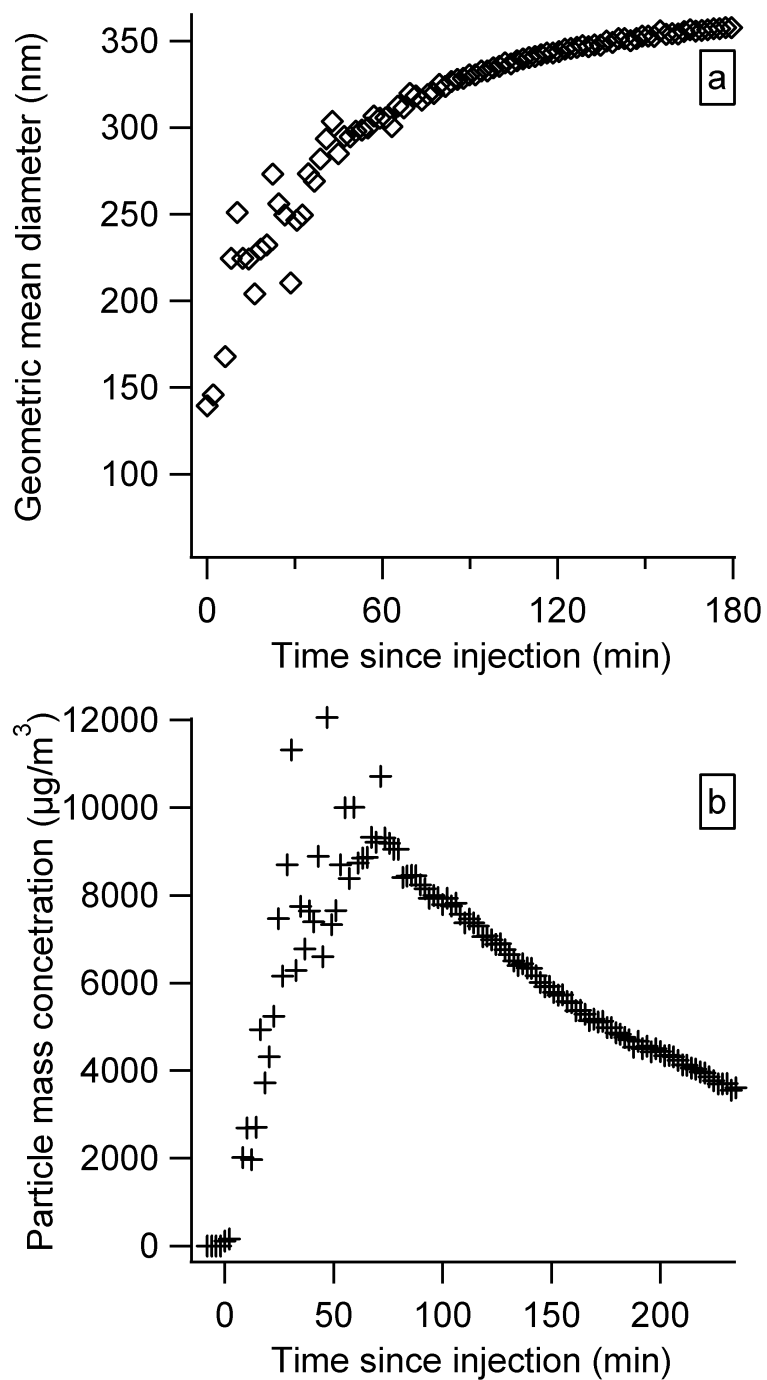 350
300
250
200
150
100
Geometric mean diameter (nm)
a
0 60 120 180
Time since injection (min)
12000
10000
8000
6000
4000
2000
0
Particle mass concetration (µg/m³)
b
0 50 100 150 200
Time since injection (min)